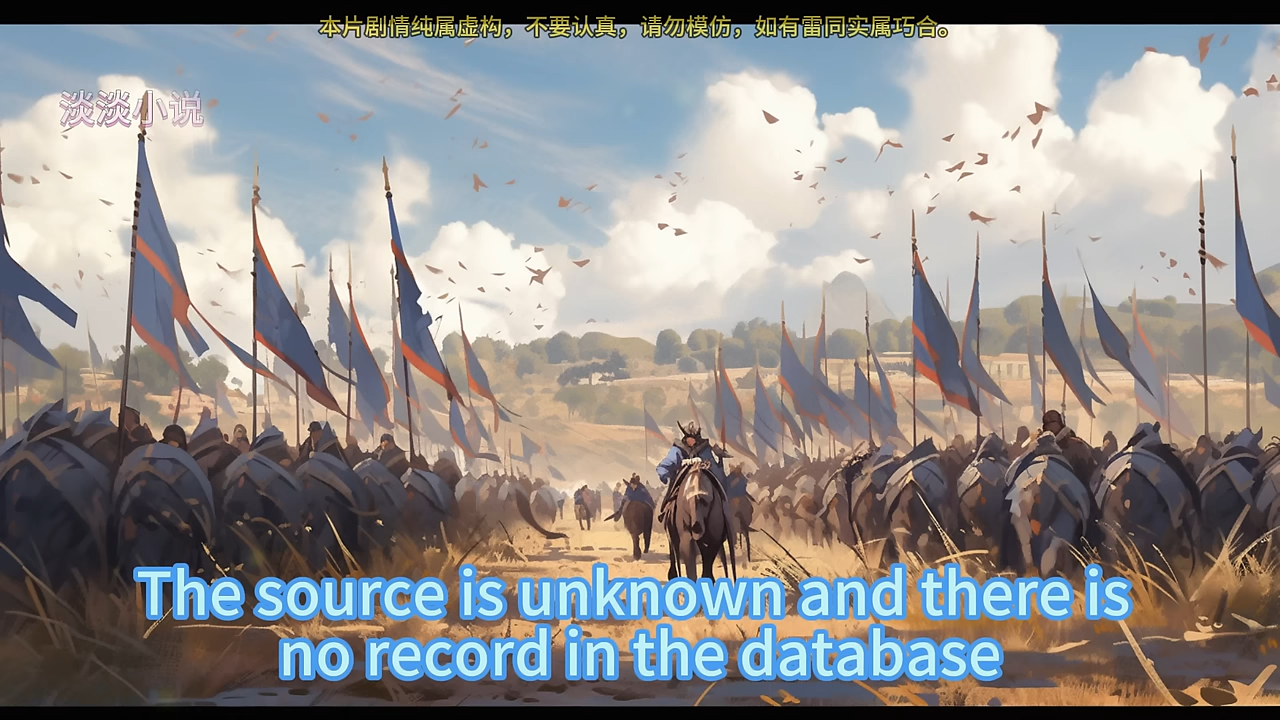 本片剧情纯属虚构，不要认真，请勿模仿，如有雷同实属巧合。
淡淡小说
The source is unknown and there is
no record in the database